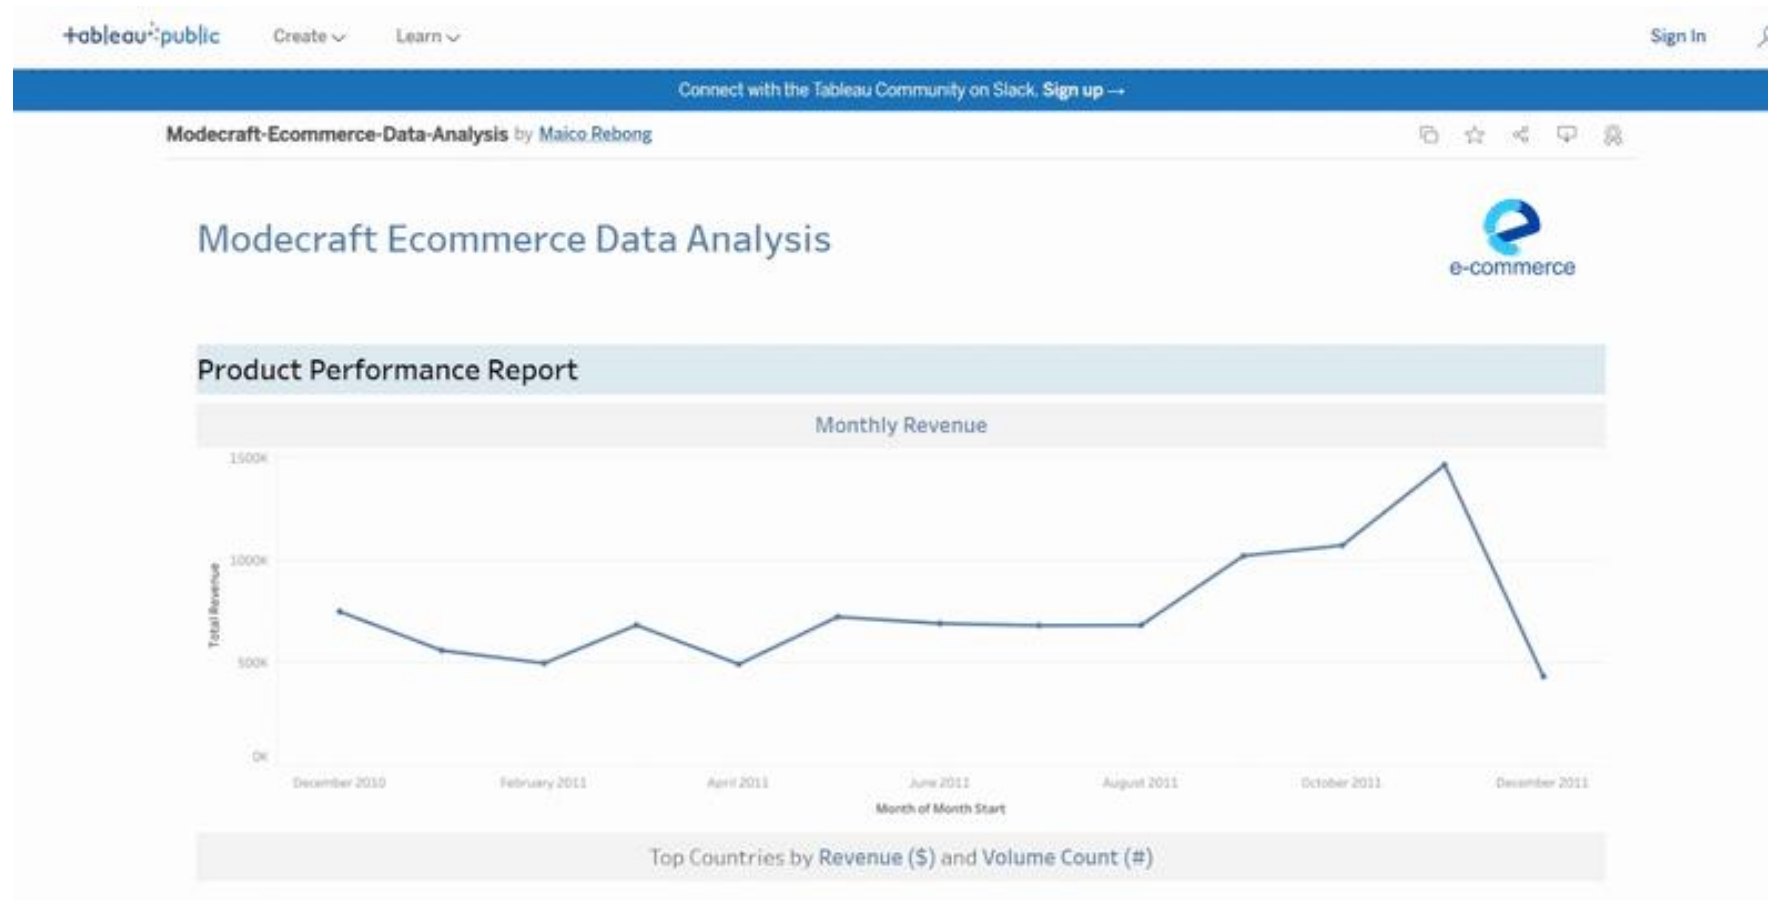 +ableau public Create Learn Sign In
Connect with the Tableau Community on Slack. Sign up →
Modecraft-Ecommerce-Data-Analysis by Maico Rebong
Modecraft Ecommerce Data Analysis
e-commerce
Product Performance Report
Monthly Revenue
1500K
1000K
500K
0K
Total Revenue
December 2010 February 2011 April 2011 June 2011 August 2011 October 2011 December 2011
Month of Month Start
Top Countries by Revenue ($) and Volume Count (#)